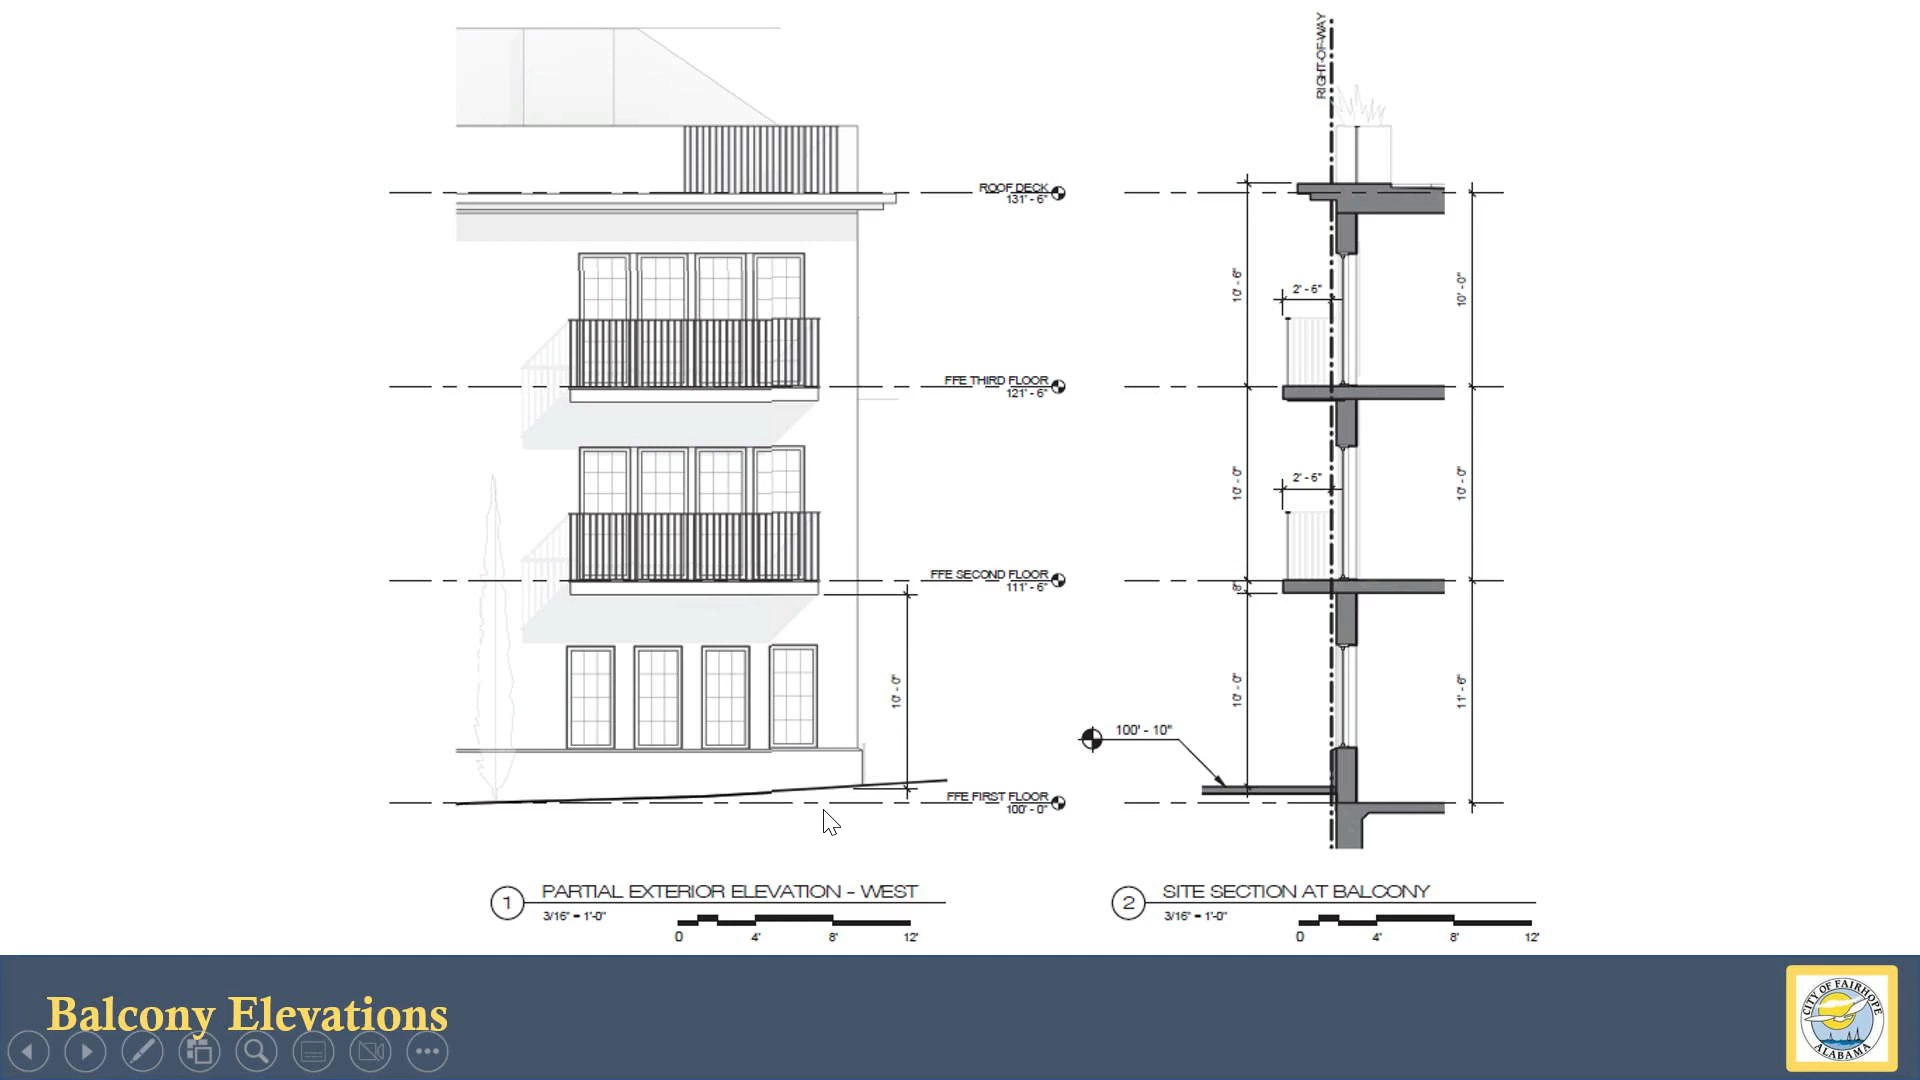 RIGHT-OF-WAY
ROOF DECK
131' - 6"
10' - 6"
2' - 6"
10' - 0"
FFE THIRD FLOOR
121' - 6"
10' - 0"
2' - 6"
10' - 0"
FFE SECOND FLOOR
111' - 6"
8"
10' - 0"
10' - 0"
11' - 6"
100' - 10"
FFE FIRST FLOOR
100' - 0"
1
PARTIAL EXTERIOR ELEVATION - WEST
3/16" = 1'-0"
0 4' 8' 12'
2
SITE SECTION AT BALCONY
3/16" = 1'-0"
0 4' 8' 12'
Balcony Elevations
CITY OF FAIRHOPE
ALABAMA